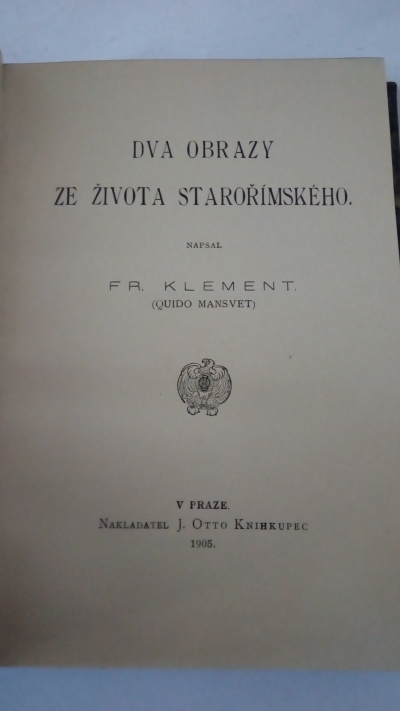 DVA OBRAZY
ZE ŽIVOTA STAROŘÍMSKÉHO.
NAPSAL
FR. KLEMENT.
(QUIDO MANSVET)
V PRAZE.
NAKLADATEL J. OTTO KNIHKUPEC
1905.